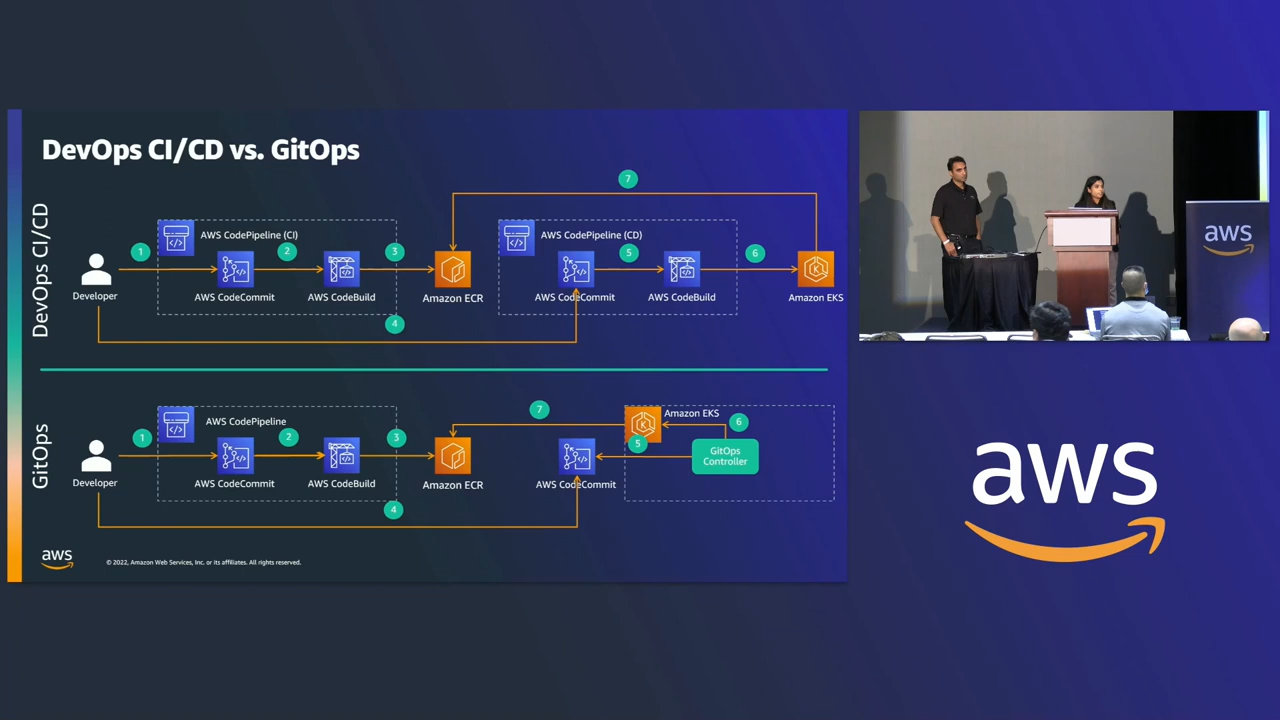 DevOps CI/CD vs. GitOps
DevOps CI/CD
7
AWS CodePipeline (CI)
AWS CodePipeline (CD)
1
2
3
5
6
Developer
AWS CodeCommit
AWS CodeBuild
Amazon ECR
AWS CodeCommit
AWS CodeBuild
Amazon EKS
4
GitOps
7
Amazon EKS
AWS CodePipeline
6
1
2
3
5
GitOps
Controller
Developer
AWS CodeCommit
AWS CodeBuild
Amazon ECR
AWS CodeCommit
4
aws
© 2022, Amazon Web Services, Inc. or its affiliates. All rights reserved.
aws
aws